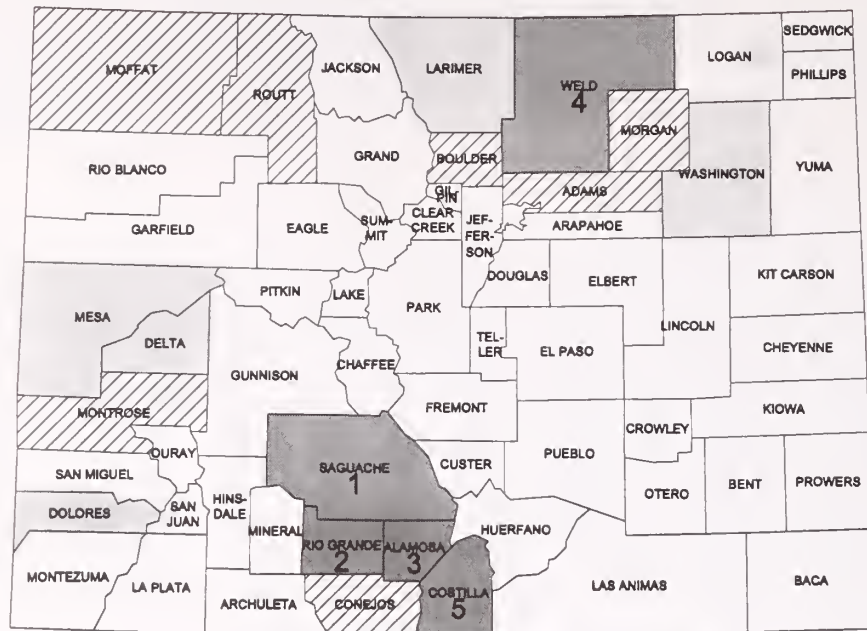 SEDGWICK
LOGAN
PHILLIPS
MOFFAT
JACKSON
LARIMER
ROUTT
WELD
4
MORGAN
RIO BLANCO
GRAND
BOULDER
WASHINGTON
YUMA
GIL-
PIN
ADAMS
GARFIELD
EAGLE
SUM-
MIT
CLEAR
CREEK
JEF-
FER-
SON
ARAPAHOE
DOUGLAS
ELBERT
KIT CARSON
PITKIN
LAKE
PARK
MESA
LINCOLN
DELTA
TEL-
LER
EL PASO
CHEYENNE
GUNNISON
CHAFFEE
MONTROSE
FREMONT
KIOWA
CROWLEY
OURAY
PUEBLO
SAGUACHE
1
CUSTER
SAN MIGUEL
BENT
PROWERS
OTERO
DOLORES
SAN
JUAN
HINS-
DALE
MINERAL
RIO GRANDE
2
ALAMOSA
3
HUERFANO
MONTEZUMA
LA PLATA
ARCHULETA
CONEJOS
COSTILLA
5
LAS ANIMAS
BACA